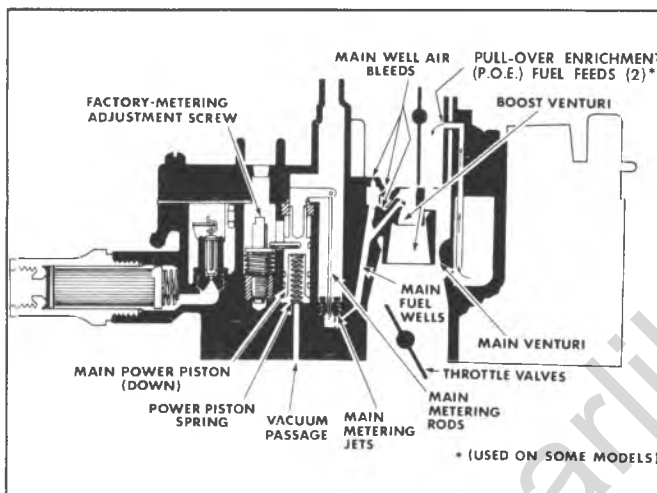 MAIN WELL AIR
BLEEDS
PULL-OVER ENRICHMENT
(P.O.E.) FUEL FEEDS (2)*
BOOST VENTURI
FACTORY-METERING
ADJUSTMENT SCREW
MAIN
FUEL
WELLS
MAIN VENTURI
THROTTLE VALVES
MAIN POWER PISTON
(DOWN)
POWER PISTON
SPRING
VACUUM
PASSAGE
MAIN
METERING
JETS
MAIN
METERING
RODS
* (USED ON SOME MODELS)